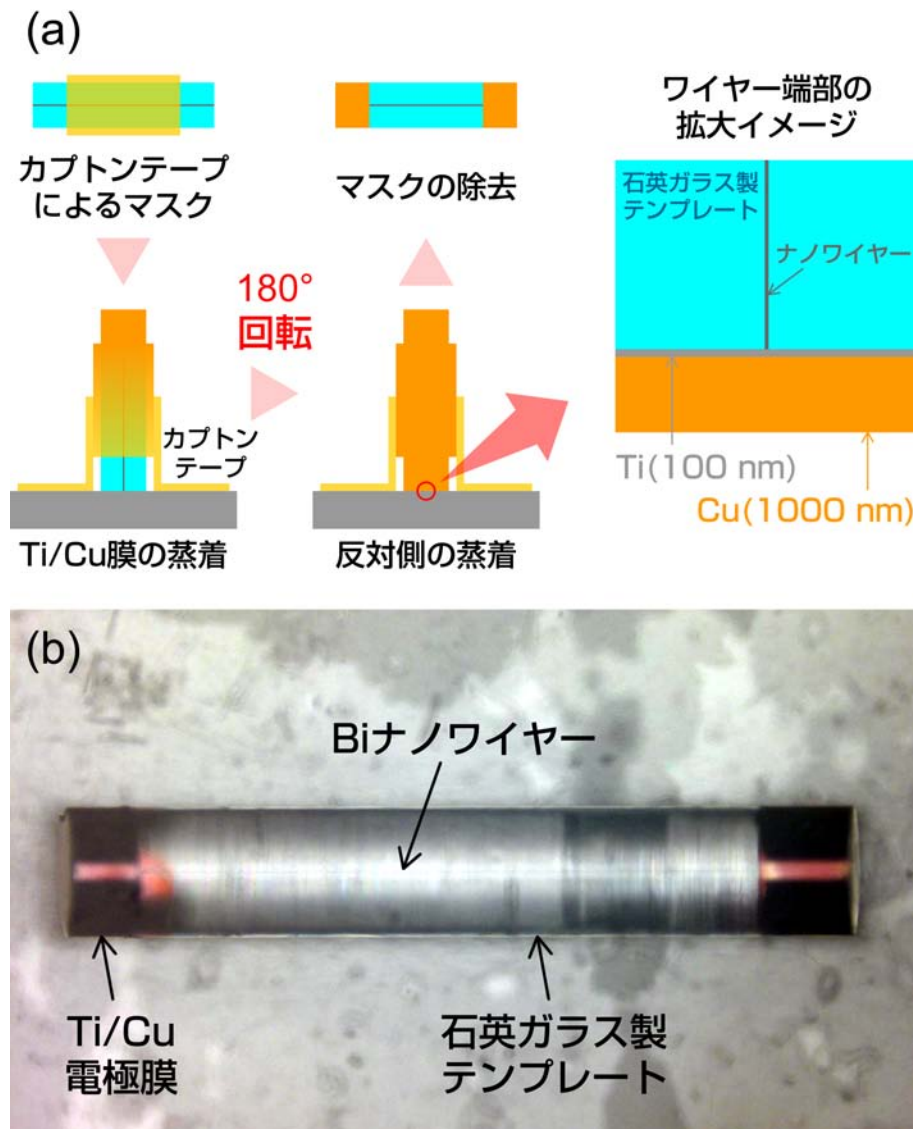 (a)
カプトンテープ
によるマスク
マスクの除去
ワイヤー端部の
拡大イメージ
石英ガラス製
テンプレート
ナノワイヤー
180°
回転
カプトン
テープ
Ti(100 nm)
Cu(1000 nm)
Ti/Cu膜の蒸着
反対側の蒸着
(b)
Biナノワイヤー
Ti/Cu
電極膜
石英ガラス製
テンプレート